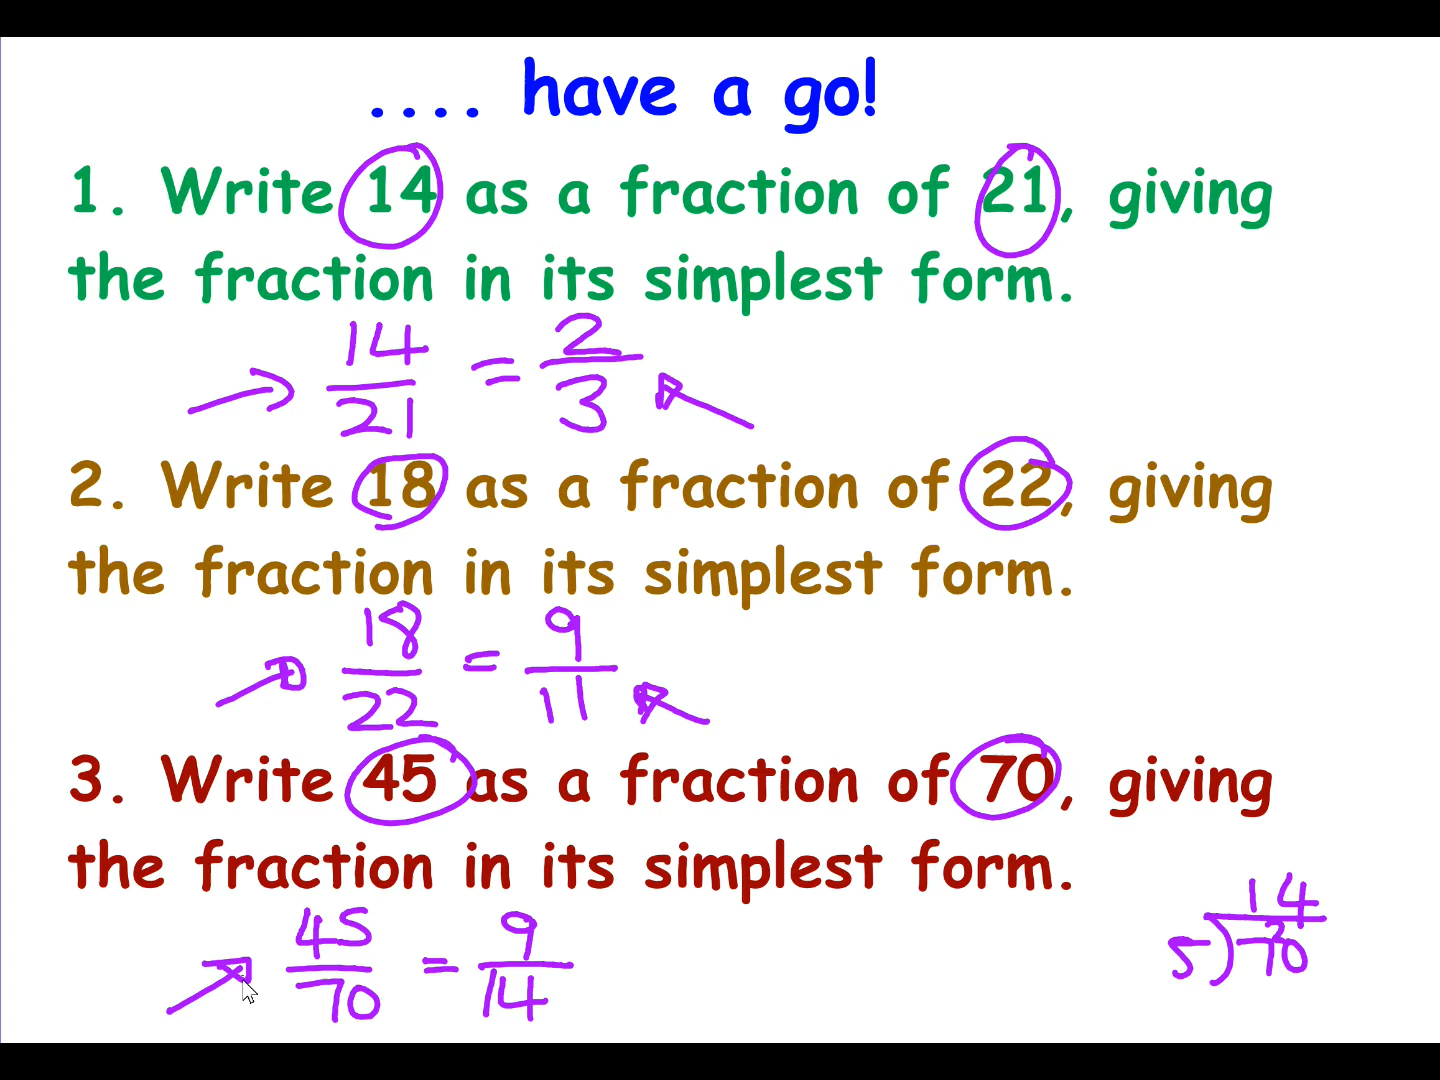 .... have a go!
1. Write 14 as a fraction of 21, giving
the fraction in its simplest form.
14/21 = 2/3
2. Write 18 as a fraction of 22, giving
the fraction in its simplest form.
18/22 = 9/11
3. Write 45 as a fraction of 70, giving
the fraction in its simplest form.
45/70 = 9/14
14
5)7²0